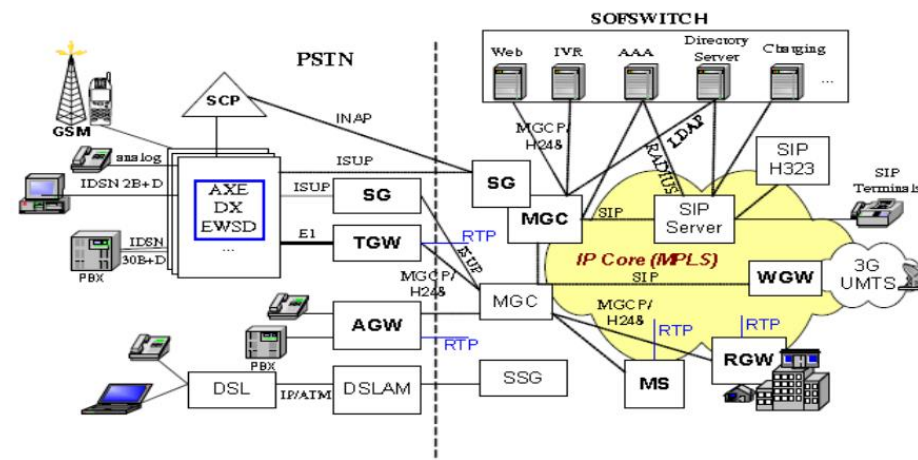 SOFSWITCH
Web
IVR
AAA
Directory
Server
Charging
...
PSTN
SCP
GSM
INAP
MGCP/
H248
LDAP
RADIUS
analog
ISUP
SIP
H323
SIP
Terminals
IDSN 2B+D
AXE
DX
EWSD
...
ISUP
SG
SG
MGC
SIP
SIP
Server
IDSN
30B+D
PBX
E1
TGW
RTP
ISUP
IP Core (MPLS)
SIP
WGW
3G
UMTS
MGCP/
H248
MGC
MGCP/
H248
AGW
RTP
RTP
RTP
PBX
MS
RGW
DSL
IP/ATM
DSLAM
SSG